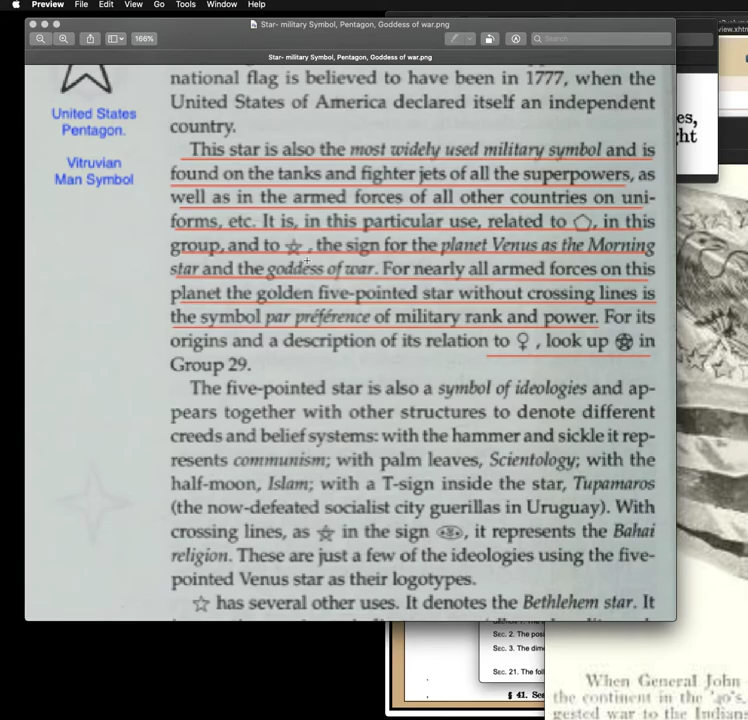 Preview File Edit View Go Tools Window Help
Star- military Symbol, Pentagon, Goddess of war.png
166%
Search
Star- military Symbol, Pentagon, Goddess of war.png
United States
Pentagon.
Vitruvian
Man Symbol
national flag is believed to have been in 1777, when the
United States of America declared itself an independent
country.
This star is also the most widely used military symbol and is
found on the tanks and fighter jets of all the superpowers, as
well as in the armed forces of all other countries on uni-
forms, etc. It is, in this particular use, related to ⬠, in this
group, and to ☆, the sign for the planet Venus as the Morning
star and the goddess of war. For nearly all armed forces on this
planet the golden five-pointed star without crossing lines is
the symbol par préférence of military rank and power. For its
origins and a description of its relation to ♀, look up in
Group 29.
The five-pointed star is also a symbol of ideologies and ap-
pears together with other structures to denote different
creeds and belief systems: with the hammer and sickle it rep-
resents communism; with palm leaves, Scientology; with the
half-moon, Islam; with a T-sign inside the star, Tupamaros
(the now-defeated socialist city guerillas in Uruguay). With
crossing lines, as ⛤ in the sign, it represents the Bahai
religion. These are just a few of the ideologies using the five-
pointed Venus star as their logotypes.
☆ has several other uses. It denotes the Bethlehem star. It
view.xhtm
es,
ht
Sec. 2. The pos
Sec. 3. The dim
Sec. 21. The foll
§ 41. Sec
When General John
the continent in the '40's,
gested war to the Indians